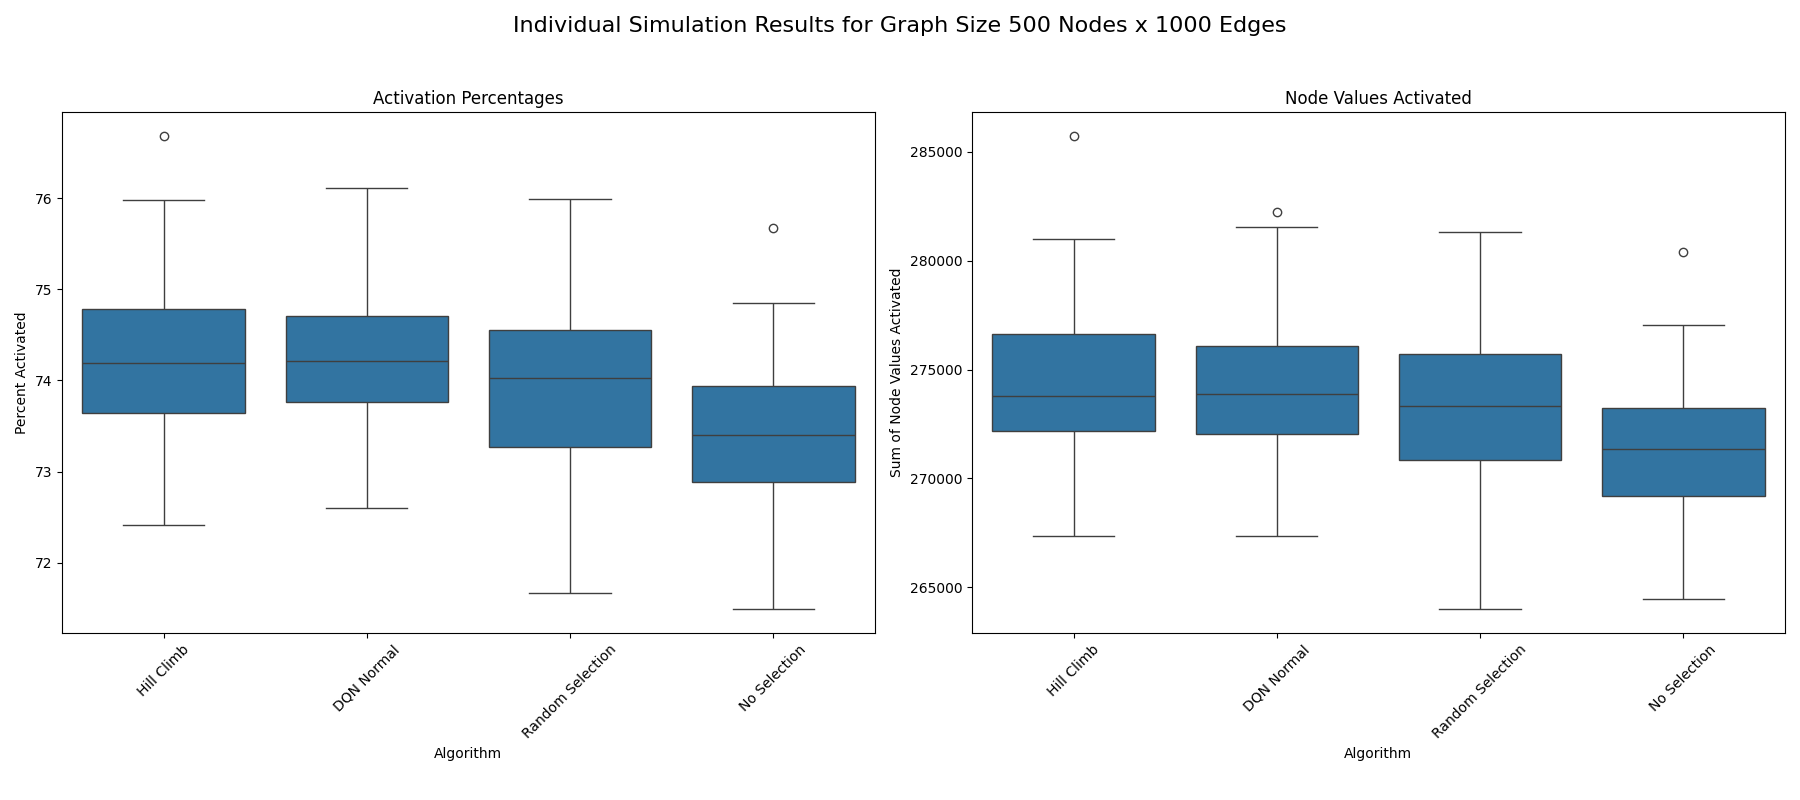 Individual Simulation Results for Graph Size 500 Nodes x 1000 Edges
Activation Percentages
Percent Activated
76
75
74
73
72
Hill Climb
DQN Normal
Random Selection
No Selection
Algorithm
Node Values Activated
Sum of Node Values Activated
285000
280000
275000
270000
265000
Hill Climb
DQN Normal
Random Selection
No Selection
Algorithm